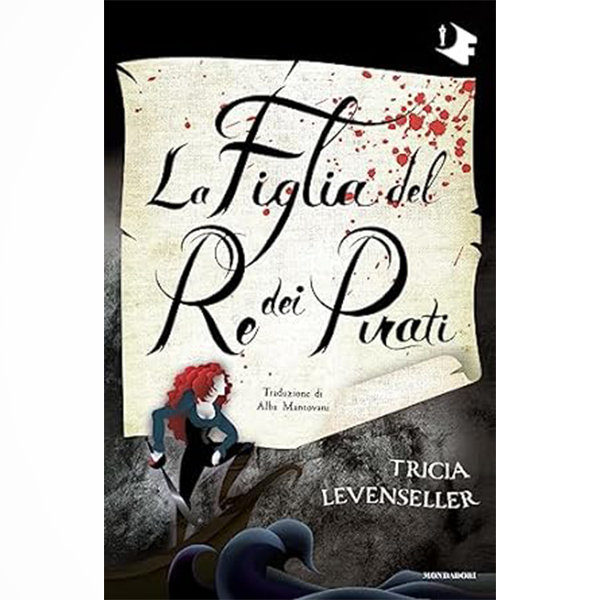 La Figlia del
Re dei Pirati
Traduzione di
Alba Mantovani
TRICIA
LEVENSELLER
MONDADORI